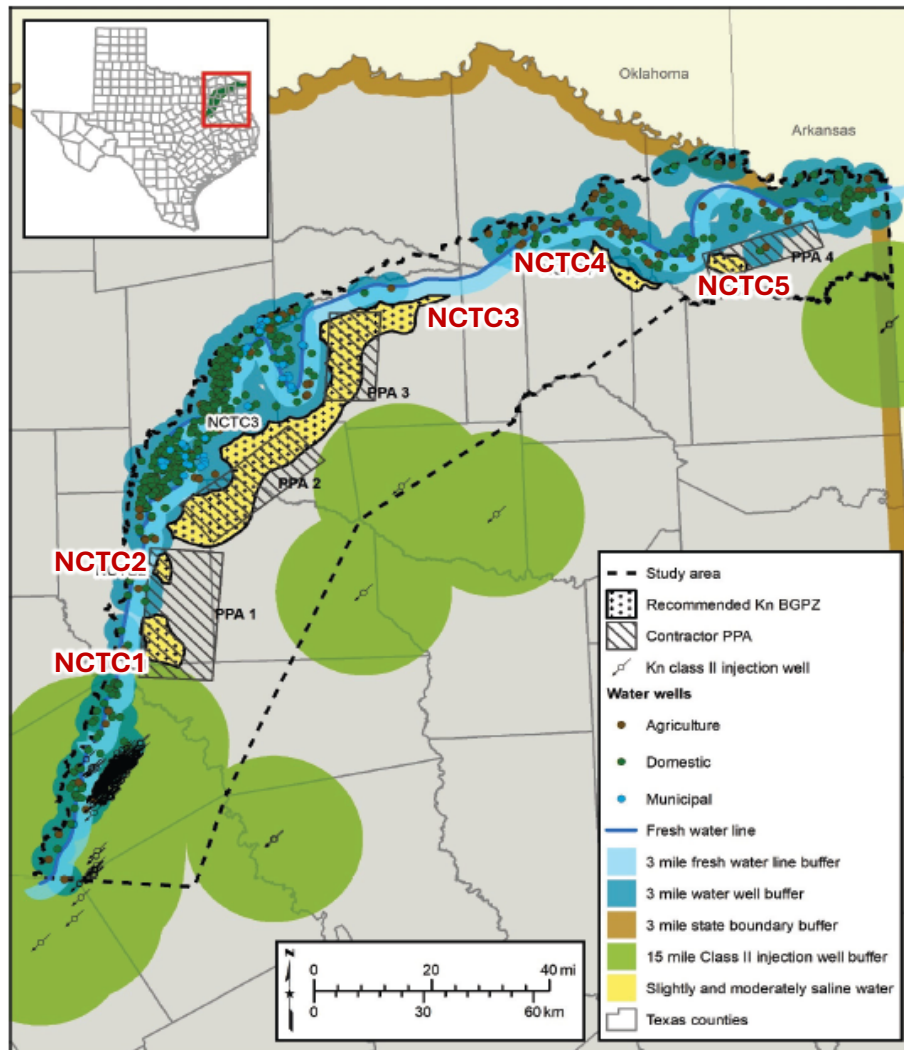 Oklahoma
Arkansas
PPA 4
NCTC4
NCTC5
NCTC3
PPA 3
NCTC3
PPA 2
NCTC2
PPA 1
NCTC1
Study area
Recommended Kn BGPZ
Contractor PPA
Kn class II injection well
Water wells
Agriculture
Domestic
Municipal
Fresh water line
3 mile fresh water line buffer
3 mile water well buffer
3 mile state boundary buffer
15 mile Class II injection well buffer
Slightly and moderately saline water
Texas counties
N
0 20 40 mi
0 30 60 km